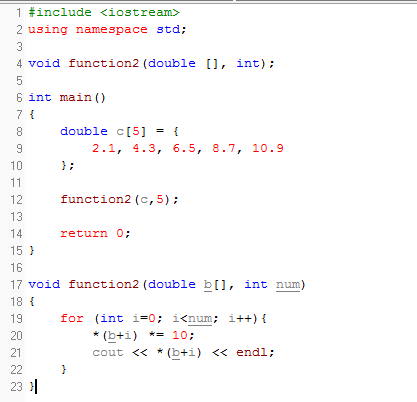 1 #include <iostream>
2 using namespace std;
3
4 void function2(double [], int);
5
6 int main()
7 {
8 double c[5] = {
9 2.1, 4.3, 6.5, 8.7, 10.9
10 };
11
12 function2(c,5);
13
14 return 0;
15 }
16
17 void function2(double b[], int num)
18 {
19 for (int i=0; i<num; i++){
20 *(b+i) *= 10;
21 cout << *(b+i) << endl;
22 }
23 }